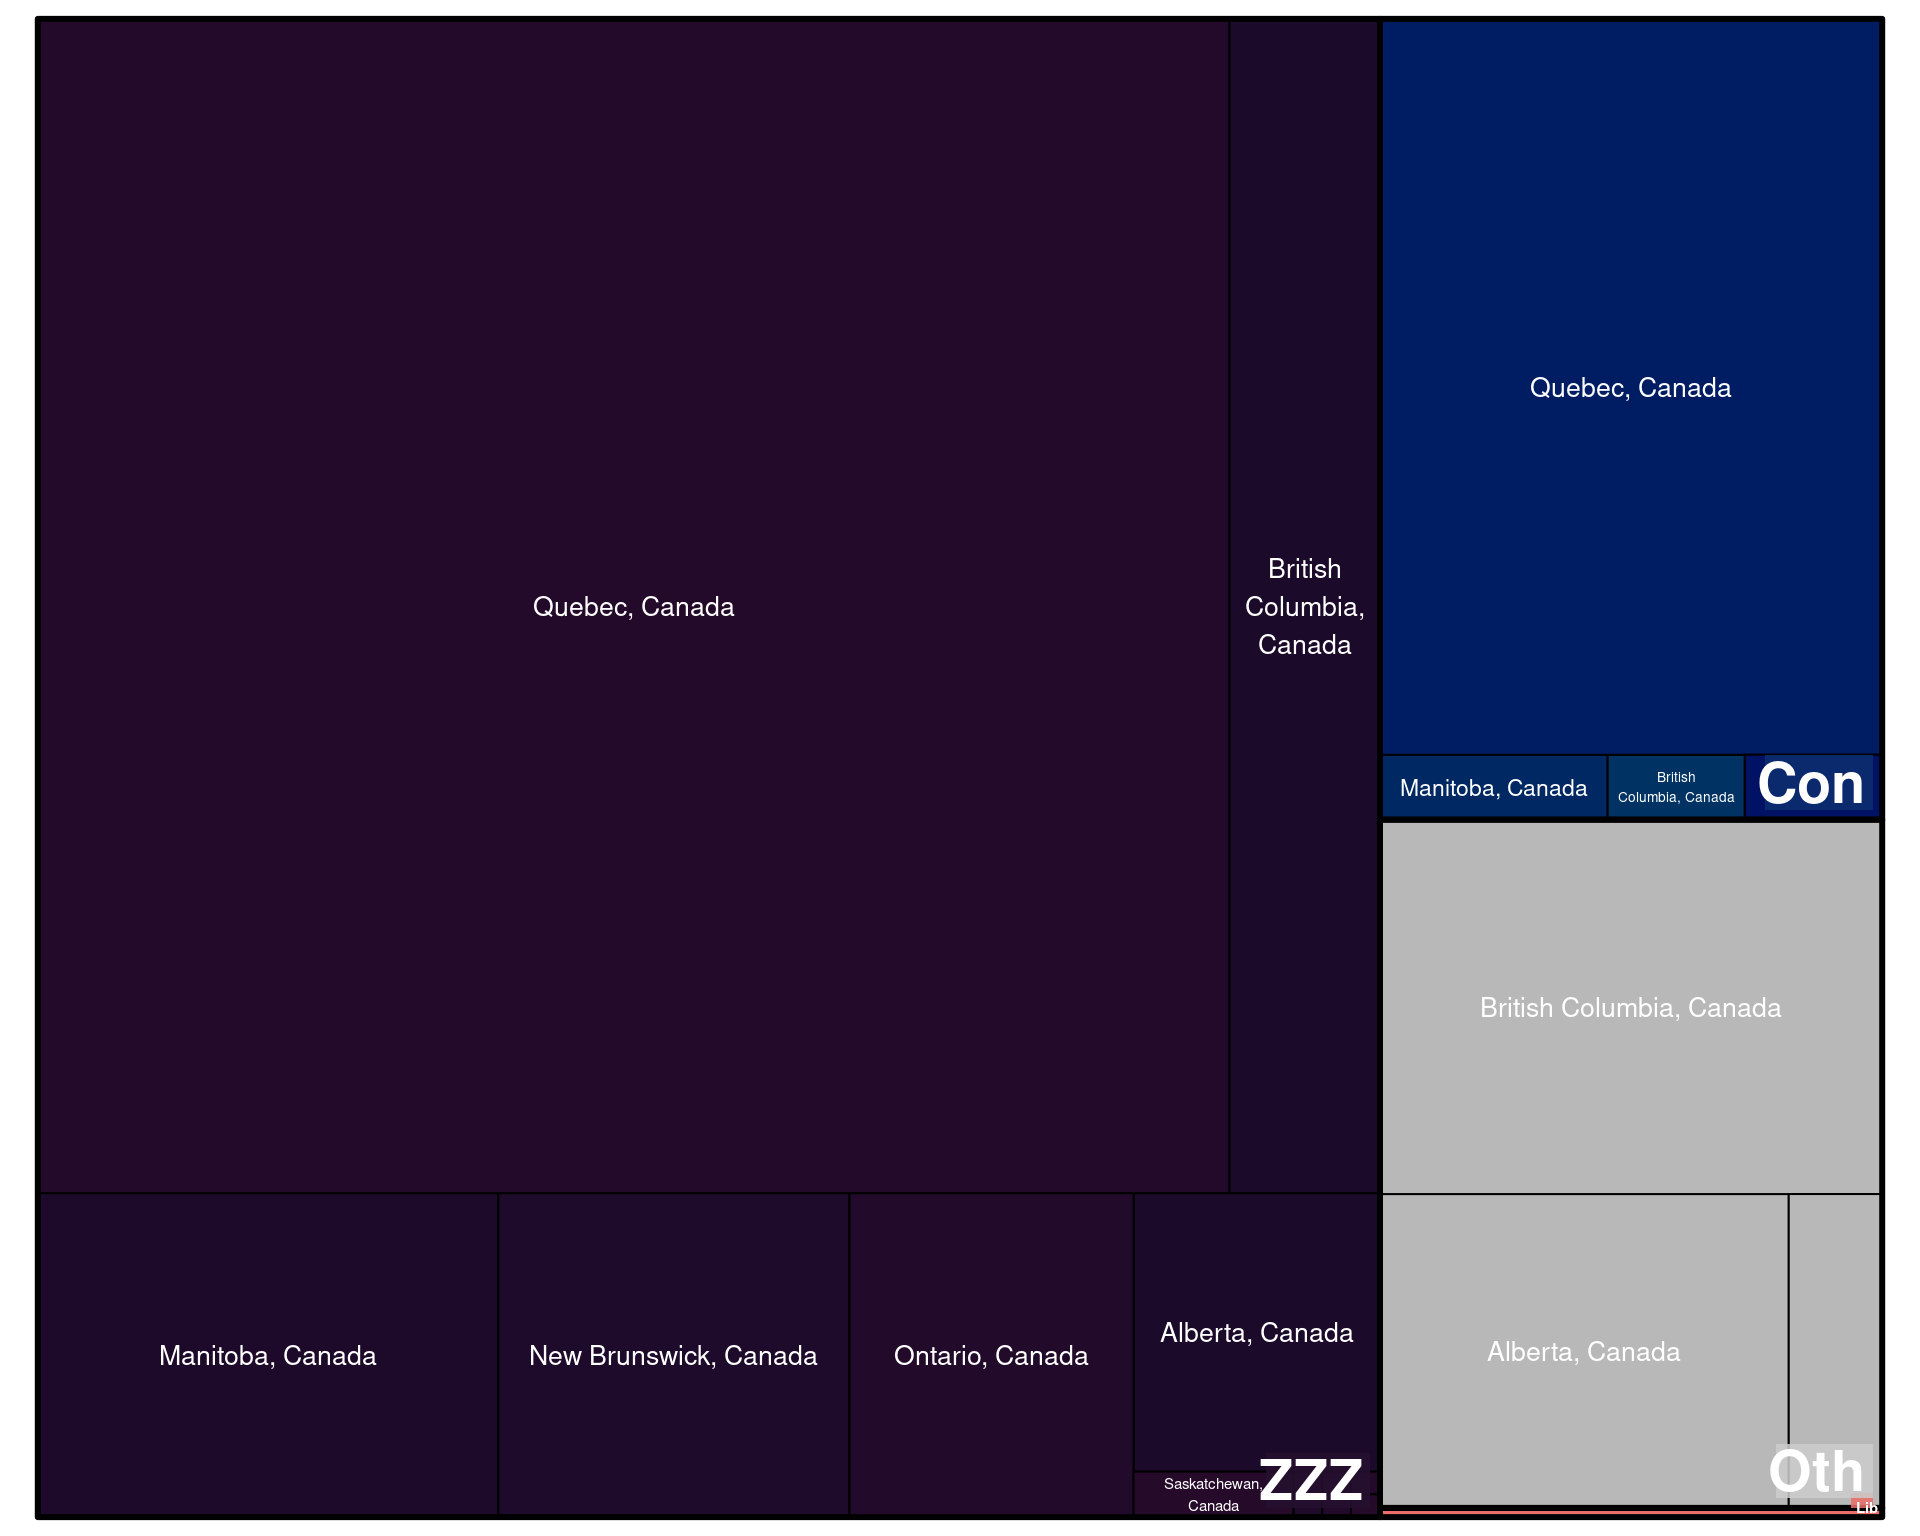 Quebec, Canada
British
Columbia,
Canada
Manitoba, Canada
New Brunswick, Canada
Ontario, Canada
Alberta, Canada
Saskatchewan,
Canada
ZZZ
Quebec, Canada
Manitoba, Canada
British
Columbia, Canada
Con
British Columbia, Canada
Alberta, Canada
Oth
Lib